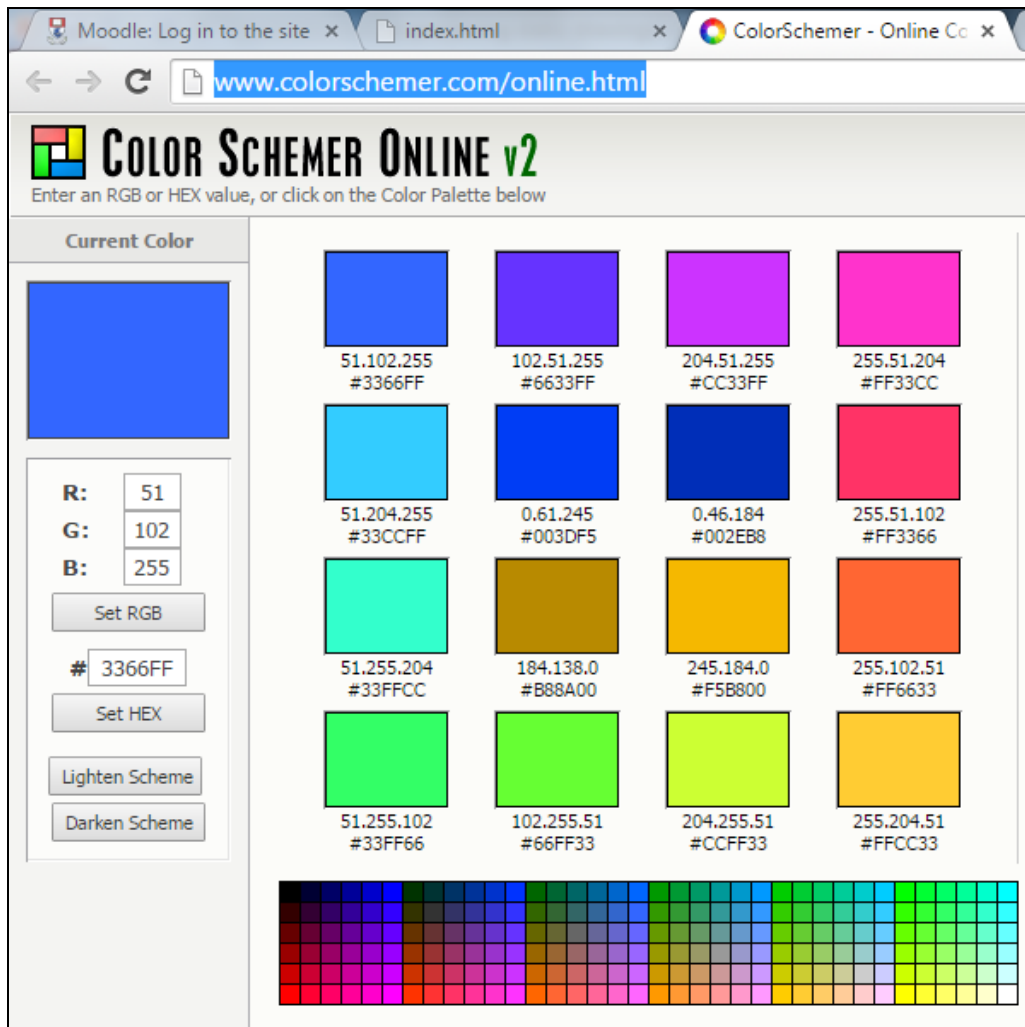 Moodle: Log in to the site
index.html
ColorSchemer - Online Co
www.colorschemer.com/online.html
COLOR SCHEMER ONLINE v2
Enter an RGB or HEX value, or click on the Color Palette below
Current Color
R: 51
G: 102
B: 255
Set RGB
# 3366FF
Set HEX
Lighten Scheme
Darken Scheme
51.102.255 102.51.255 204.51.255 255.51.204
#3366FF #6633FF #CC33FF #FF33CC
51.204.255 0.61.245 0.46.184 255.51.102
#33CCFF #003DF5 #002EB8 #FF3366
51.255.204 184.138.0 245.184.0 255.102.51
#33FFCC #B88A00 #F5B800 #FF6633
51.255.102 102.255.51 204.255.51 255.204.51
#33FF66 #66FF33 #CCFF33 #FFCC33